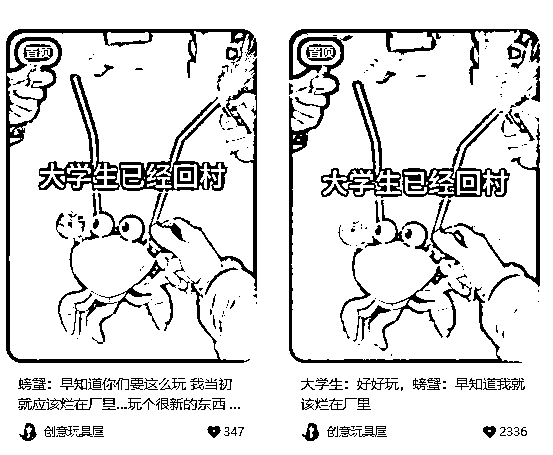 置顶
大学生已经回村
螃蟹：早知道你们要这么玩 我当初
就应该烂在厂里...玩个很新的东西 ...
创意玩具屋
347
置顶
大学生已经回村
大学生：好好玩，螃蟹：早知道我就
该烂在厂里
创意玩具屋
2336